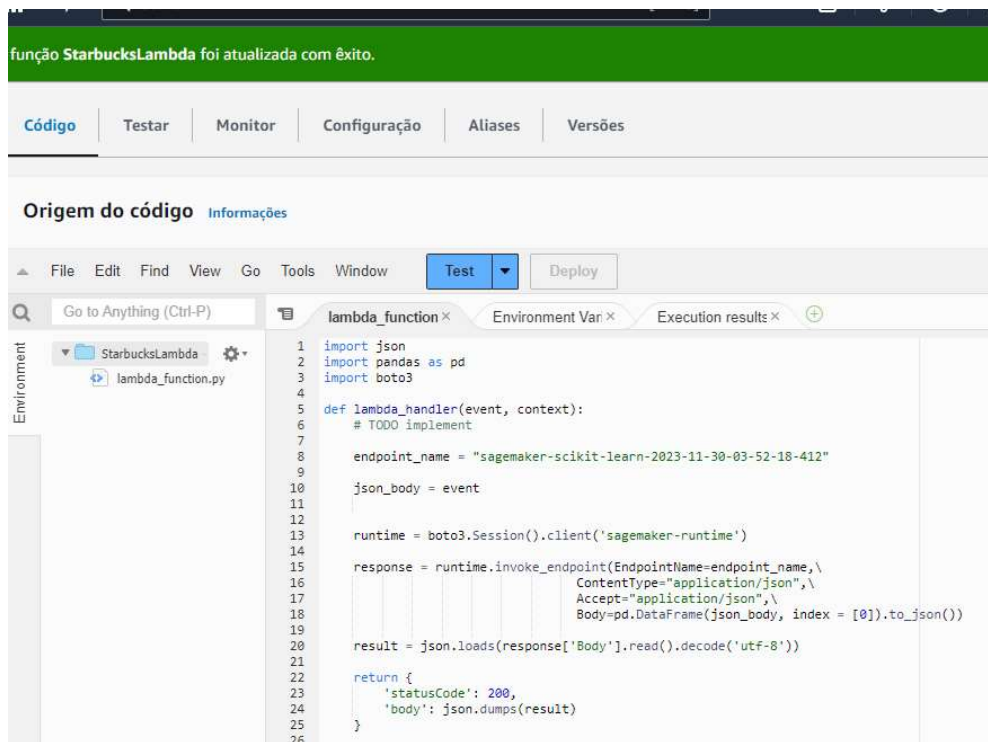 função StarbucksLambda foi atualizada com êxito.
Código Testar Monitor Configuração Aliases Versões
Origem do código Informações
File Edit Find View Go Tools Window Test Deploy
Go to Anything (Ctrl-P) lambda_function × Environment Vari × Execution results ×
Environment
StarbucksLambda
lambda_function.py
1 import json
2 import pandas as pd
3 import boto3
4
5 def lambda_handler(event, context):
6     # TODO implement
7
8     endpoint_name = "sagemaker-scikit-learn-2023-11-30-03-52-18-412"
9
10     json_body = event
11
12
13     runtime = boto3.Session().client('sagemaker-runtime')
14
15     response = runtime.invoke_endpoint(EndpointName=endpoint_name,\
16                                        ContentType="application/json",\
17                                        Accept="application/json",\
18                                        Body=pd.DataFrame(json_body, index = [0]).to_json())
19
20     result = json.loads(response['Body'].read().decode('utf-8'))
21
22     return {
23         'statusCode': 200,
24         'body': json.dumps(result)
25     }
26